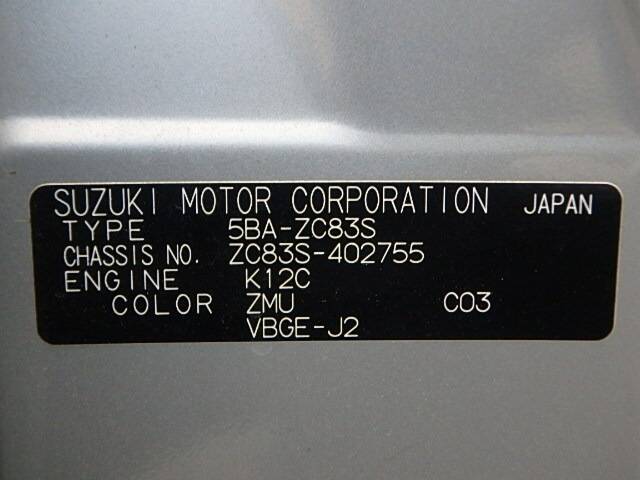 SUZUKI MOTOR CORPORATION JAPAN
TYPE 5BA-ZC83S
CHASSIS NO. ZC83S-402755
ENGINE K12C
COLOR ZMU C03
VBGE-J2